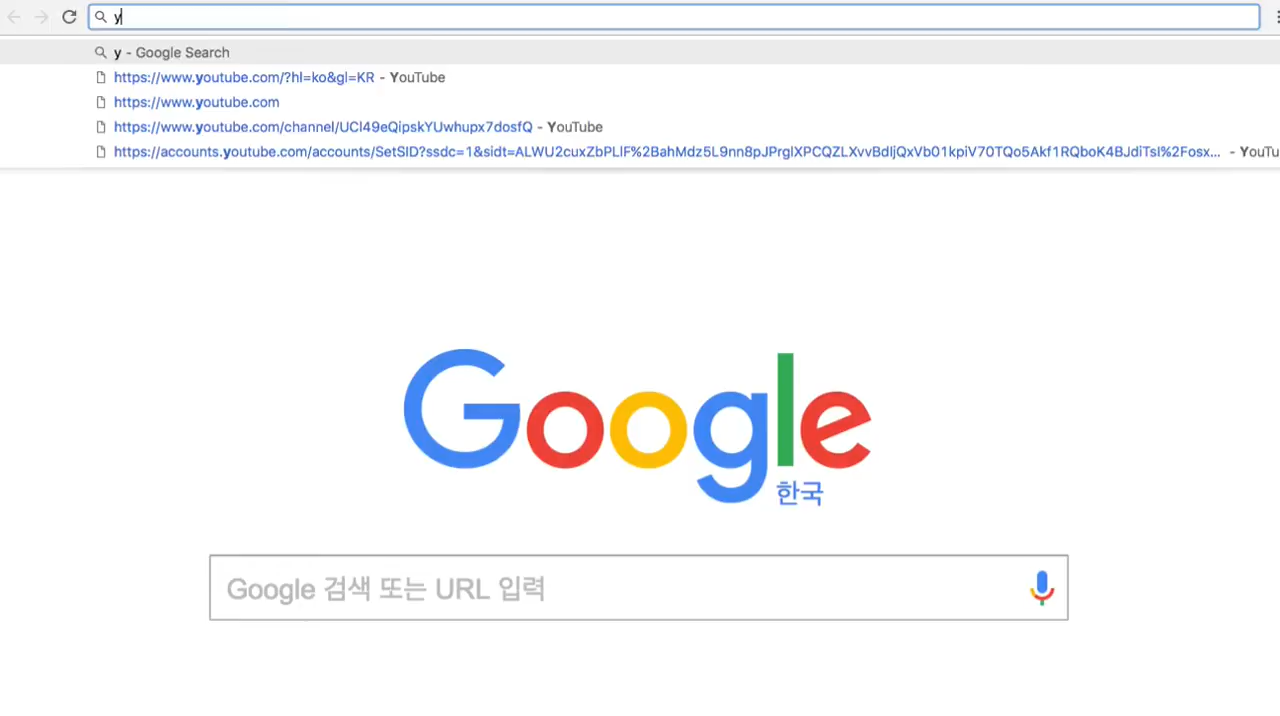 y
y - Google Search
https://www.youtube.com/?hl=ko&gl=KR - YouTube
https://www.youtube.com
https://www.youtube.com/channel/UCl49eQipskYUwhupx7dosfQ - YouTube
https://accounts.youtube.com/accounts/SetSID?ssdc=1&sidt=ALWU2cuxZbPLlF%2BahMdz5L9nn8pJPrglXPCQZLXvvBdljQxVb01kpiV70TQo5Akf1RQboK4BJdiTsl%2Fosx... - YouTu
Google
한국
Google 검색 또는 URL 입력